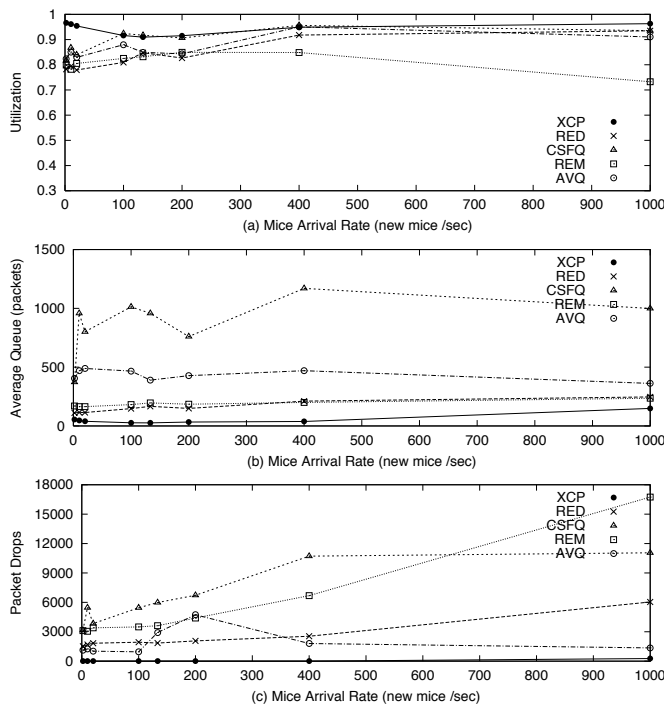 1
0.9
0.8
0.7
0.6
0.5
0.4
0.3
Utilization
XCP
RED
CSFQ
REM
AVQ
0 100 200 300 400 500 600 700 800 900 1000
(a) Mice Arrival Rate (new mice /sec)
1500
1000
500
0
Average Queue (packets)
XCP
RED
CSFQ
REM
AVQ
0 100 200 300 400 500 600 700 800 900 1000
(b) Mice Arrival Rate (new mice /sec)
18000
15000
12000
9000
6000
3000
0
Packet Drops
XCP
RED
CSFQ
REM
AVQ
0 100 200 300 400 500 600 700 800 900 1000
(c) Mice Arrival Rate (new mice /sec)